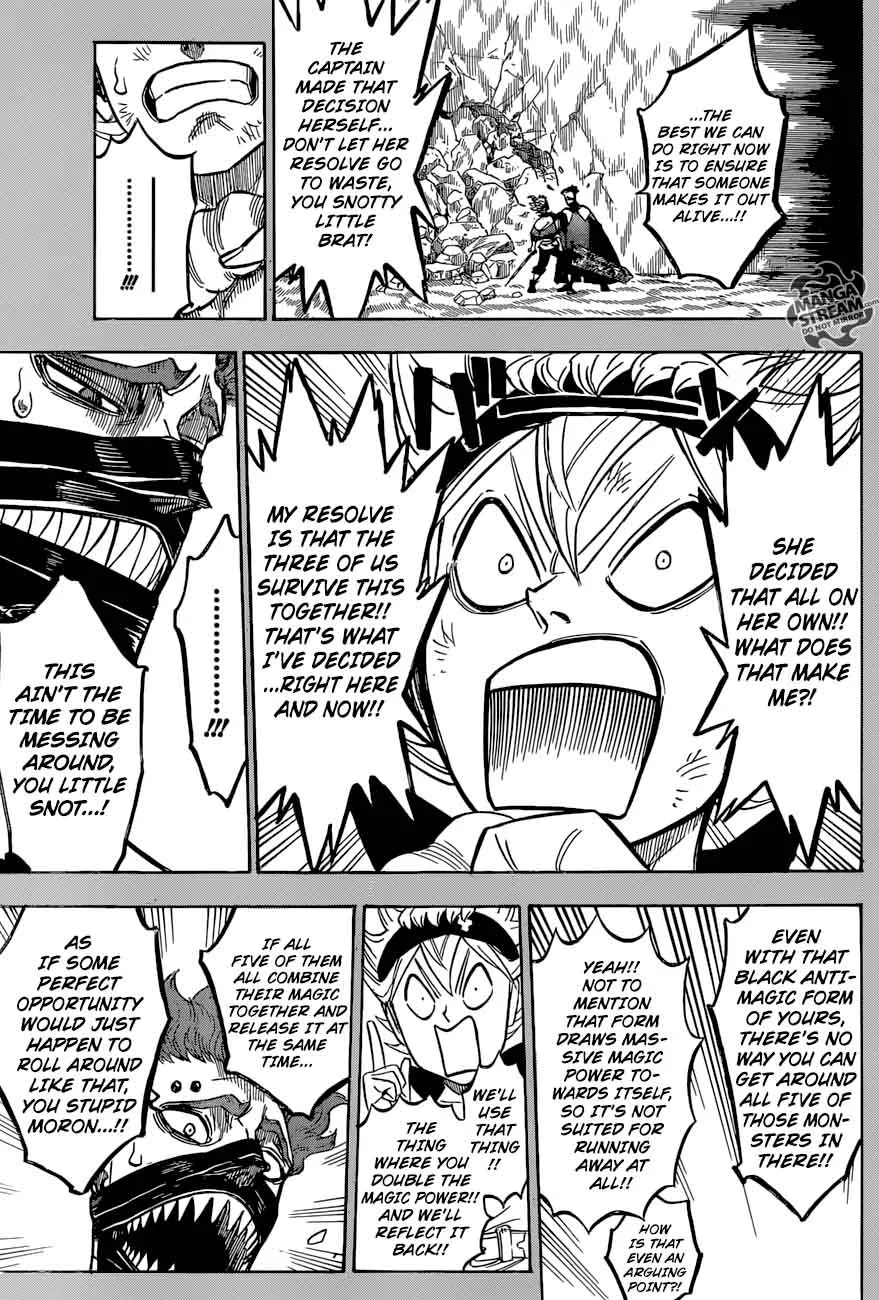 ...THE
BEST WE CAN
DO RIGHT NOW
IS TO ENSURE
THAT SOMEONE
MAKES IT OUT
ALIVE...!!
THE
CAPTAIN
MADE THAT
DECISION
HERSELF...
DON'T LET HER
RESOLVE GO
TO WASTE,
YOU SNOTTY
LITTLE
BRAT!
.........!!!
MANGA
STREAM.com
DO NOT MIRROR
SHE
DECIDED
THAT ALL ON
HER OWN!!
WHAT DOES
THAT MAKE
ME?!
MY RESOLVE
IS THAT THE
THREE OF US
SURVIVE THIS
TOGETHER!!
THAT'S WHAT
I'VE DECIDED
...RIGHT HERE
AND NOW!!
............!!!
THIS
AIN'T THE
TIME TO BE
MESSING
AROUND,
YOU LITTLE
SNOT...!
EVEN
WITH THAT
BLACK ANTI-
MAGIC FORM
OF YOURS,
THERE'S NO
WAY YOU CAN
GET AROUND
ALL FIVE OF
THOSE MON-
STERS IN
THERE!!
YEAH!!
NOT TO
MENTION
THAT FORM
DRAWS MAS-
SIVE MAGIC
POWER TO-
WARDS ITSELF,
SO IT'S NOT
SUITED FOR
RUNNING
AWAY AT
ALL!!
HOW
IS THAT
EVEN AN
ARGUING
POINT?!
WE'LL
USE
THAT
THING
!!
THE
THING
WHERE YOU
DOUBLE THE
MAGIC POWER!!
AND WE'LL
REFLECT IT
BACK!!
IF ALL
FIVE OF THEM
ALL COMBINE
THEIR MAGIC
TOGETHER AND
RELEASE IT AT
THE SAME
TIME...
AS
IF SOME
PERFECT
OPPORTUNITY
WOULD JUST
HAPPEN TO
ROLL AROUND
LIKE THAT,
YOU STUPID
MORON...!!